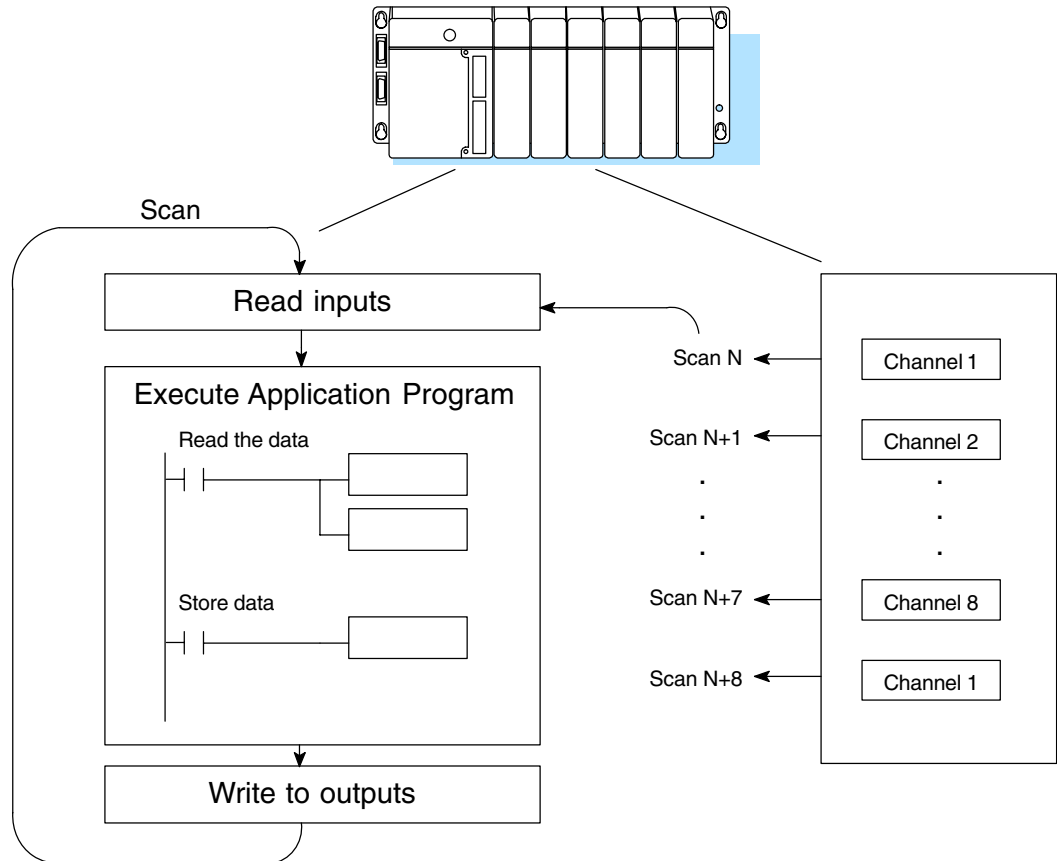 Scan
Read inputs
Execute Application Program
Read the data
Store data
Write to outputs
Scan N
Scan N+1
.
.
.
Scan N+7
Scan N+8
Channel 1
Channel 2
.
.
.
Channel 8
Channel 1